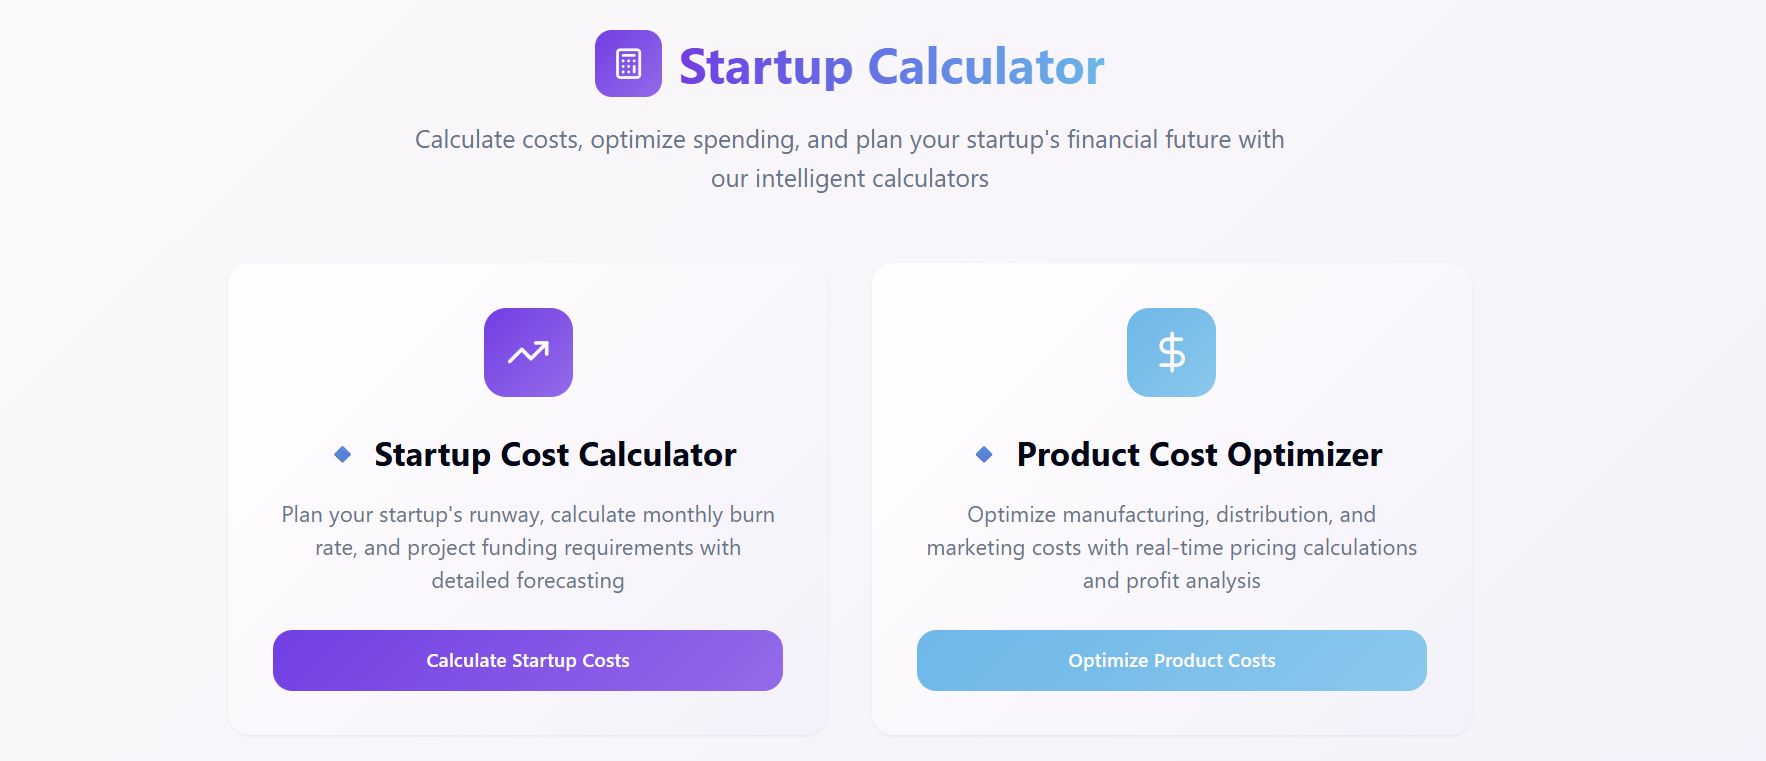 Startup Calculator
Calculate costs, optimize spending, and plan your startup's financial future with
our intelligent calculators
Startup Cost Calculator
Plan your startup's runway, calculate monthly burn
rate, and project funding requirements with
detailed forecasting
Calculate Startup Costs
Product Cost Optimizer
Optimize manufacturing, distribution, and
marketing costs with real-time pricing calculations
and profit analysis
Optimize Product Costs